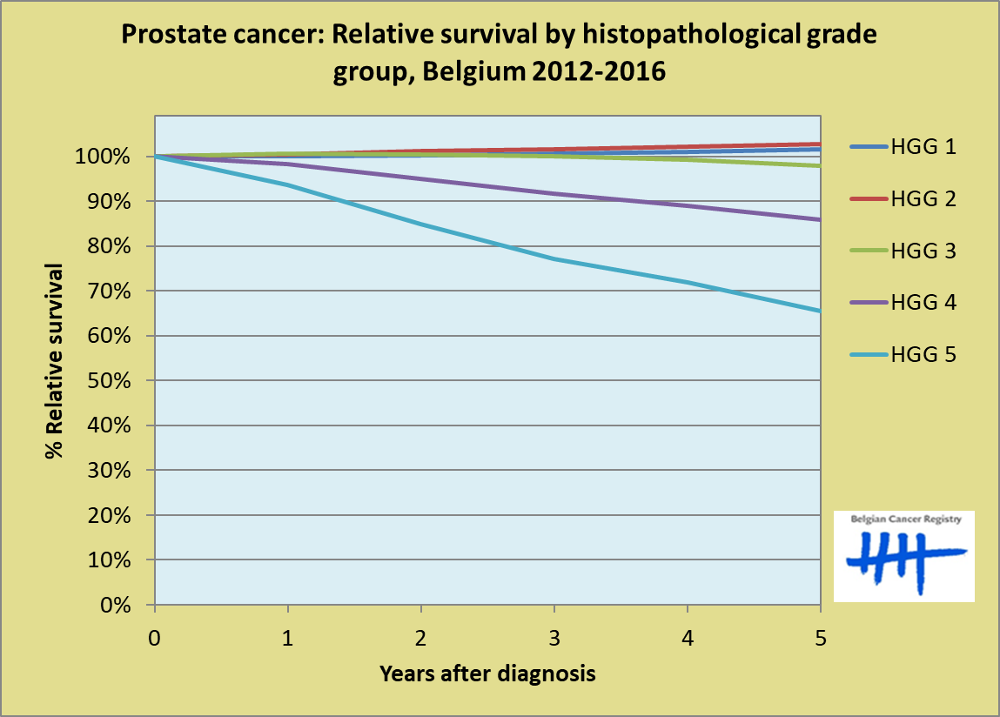 Prostate cancer: Relative survival by histopathological grade
group, Belgium 2012-2016
% Relative survival
100%
90%
80%
70%
60%
50%
40%
30%
20%
10%
0%
0 1 2 3 4 5
Years after diagnosis
HGG 1
HGG 2
HGG 3
HGG 4
HGG 5
Belgian Cancer Registry